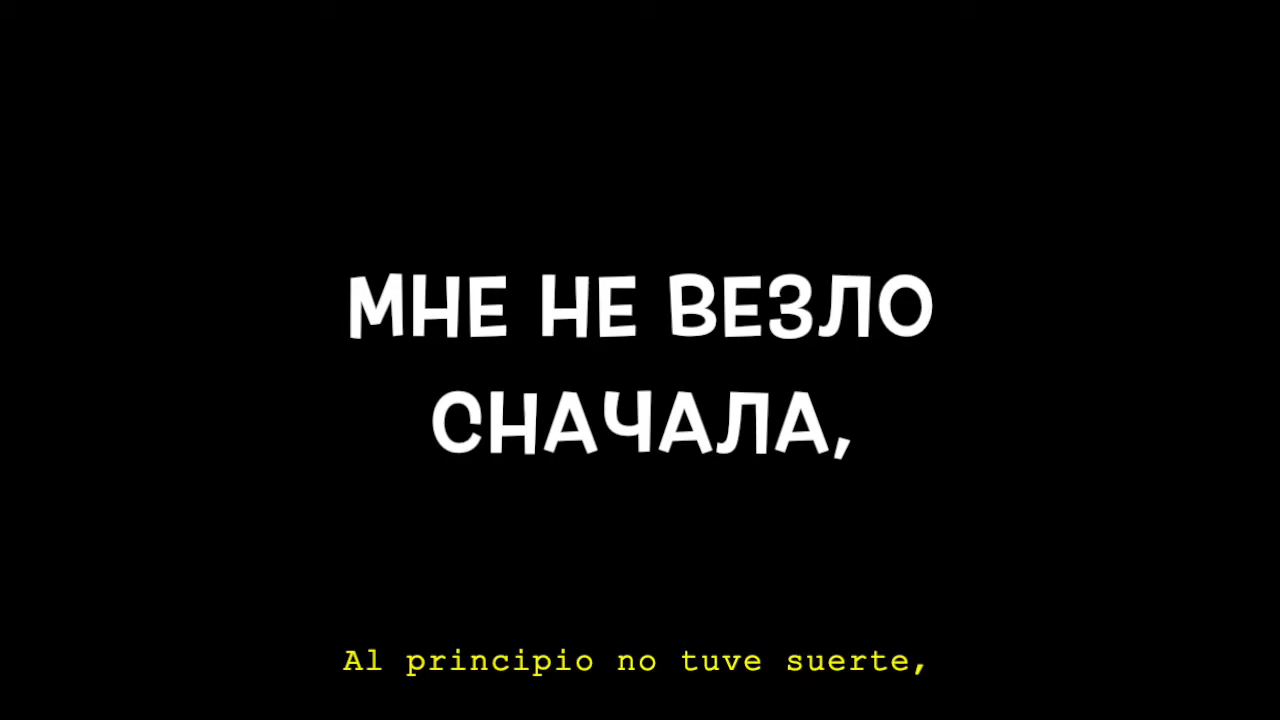 МНЕ НЕ ВЕЗЛО
СНАЧАЛА,
Al principio no tuve suerte,